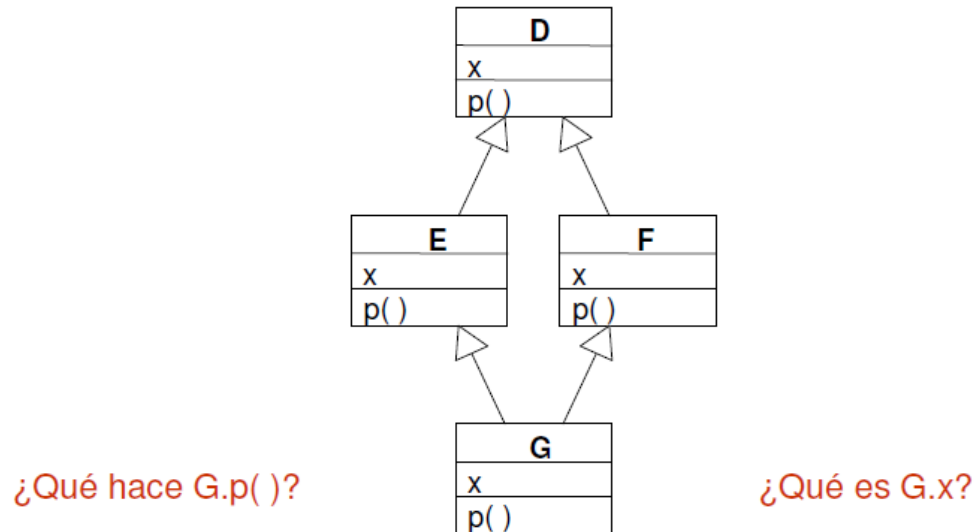 D
x
p( )
E
x
p( )
F
x
p( )
G
x
p( )
¿Qué hace G.p( )?
¿Qué es G.x?